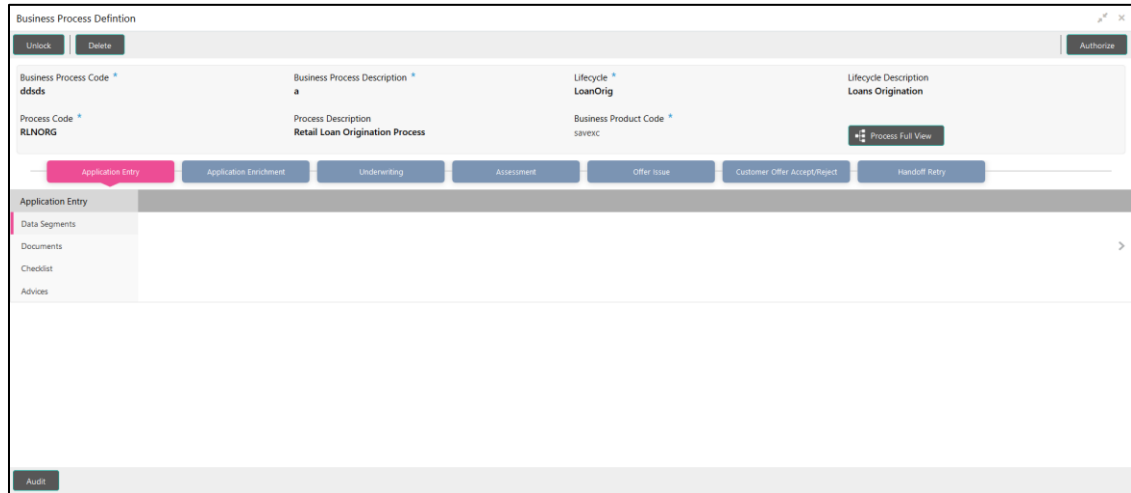 Business Process Defintion
Unlock Delete Authorize
Business Process Code * Business Process Description * Lifecycle * Lifecycle Description
ddsds a LoanOrig Loans Origination
Process Code * Process Description Business Product Code *
RLNORG Retail Loan Origination Process savexc Process Full View
Application Entry Application Enrichment Underwriting Assessment Offer Issue Customer Offer Accept/Reject Handoff Retry
Application Entry
Data Segments
Documents
Checklist
Advices
Audit